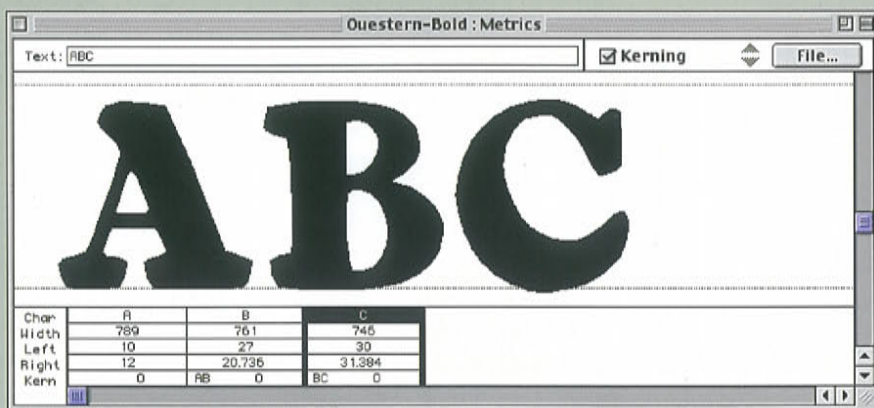 Ouestern-Bold : Metrics
Text: ABC
Kerning
File...
ABC
Char A B C
Width 789 761 745
Left 10 27 30
Right 12 20.736 31.384
Kern 0 AB 0 BC 0